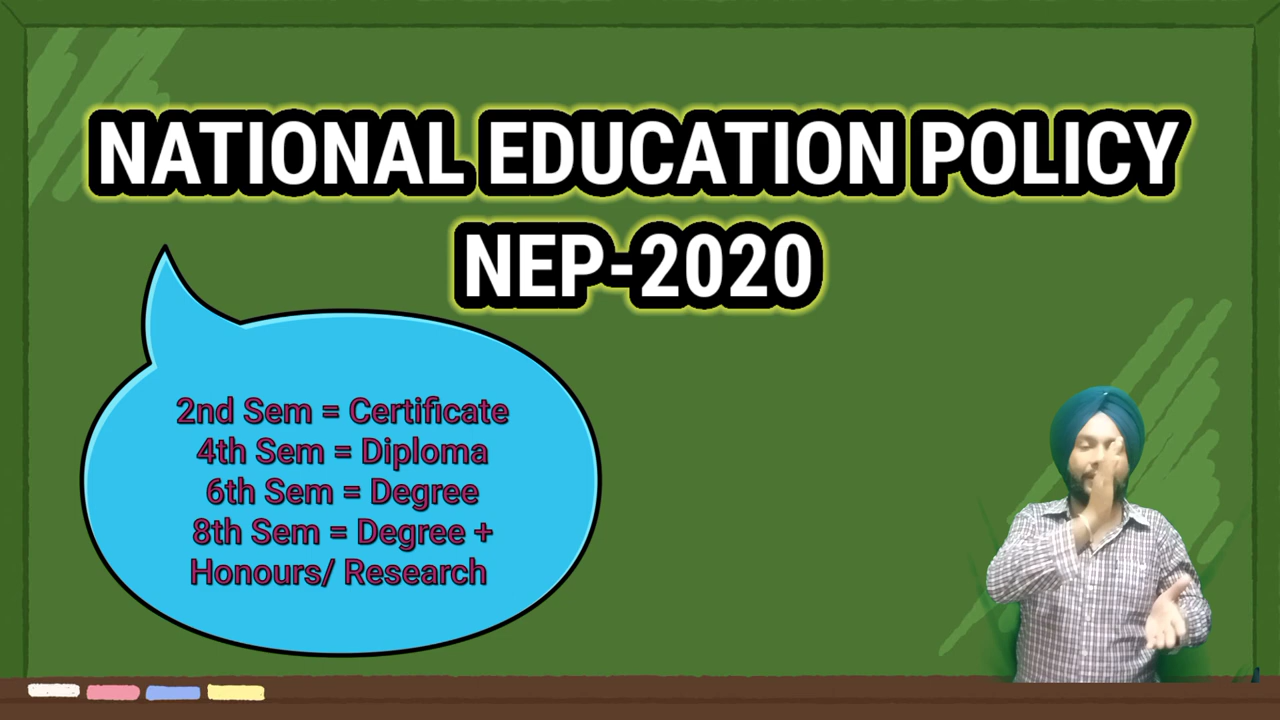 NATIONAL EDUCATION POLICY
NEP-2020
2nd Sem = Certificate
4th Sem = Diploma
6th Sem = Degree
8th Sem = Degree +
Honours/ Research